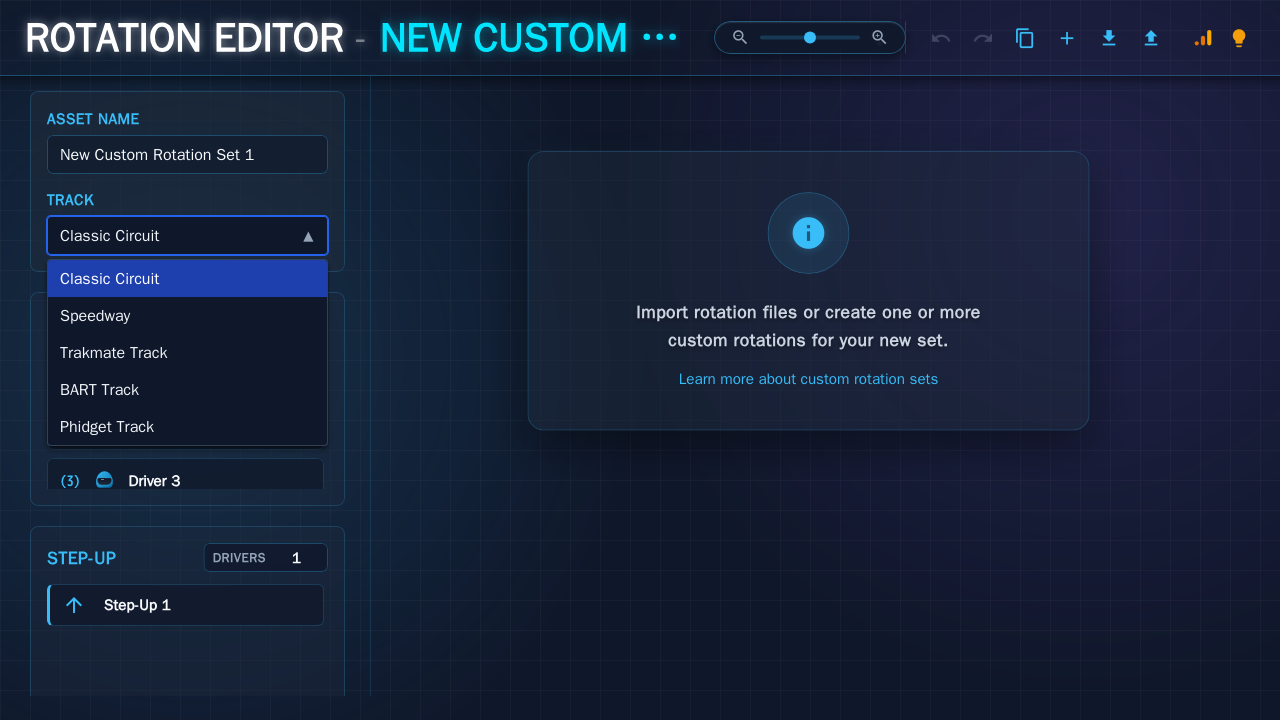 ROTATION EDITOR - NEW CUSTOM ...
ASSET NAME
New Custom Rotation Set 1
TRACK
Classic Circuit ▲
Classic Circuit
Speedway
Trakmate Track
BART Track
Phidget Track
(3) Driver 3
STEP-UP DRIVERS 1
Step-Up 1
Import rotation files or create one or more
custom rotations for your new set.
Learn more about custom rotation sets